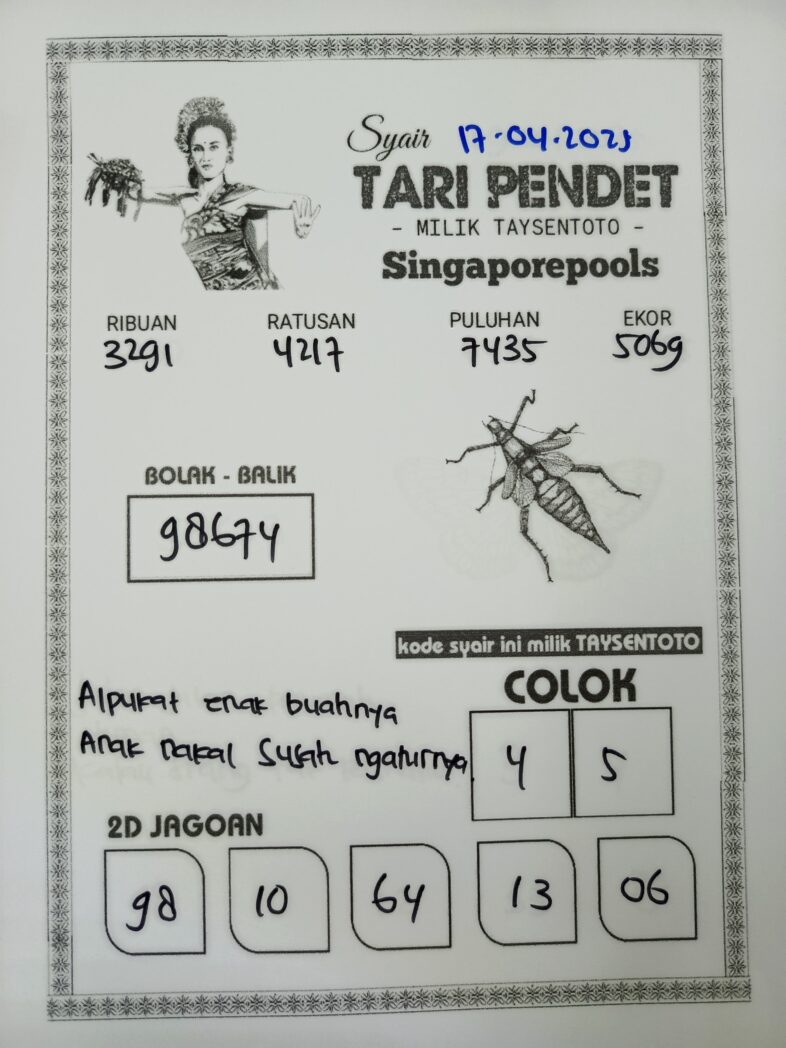 Syair 17.04.2025
TARI PENDET
- MILIK TAYSENTOTO -
Singaporepools
RIBUAN RATUSAN PULUHAN EKOR
3291 4217 7435 5069
BOLAK - BALIK
98674
kode syair ini milik TAYSENTOTO
COLOK
4 5
Alpukat enak buahnya
Anak nakal susah ngaturnya
2D JAGOAN
98 10 64 13 06